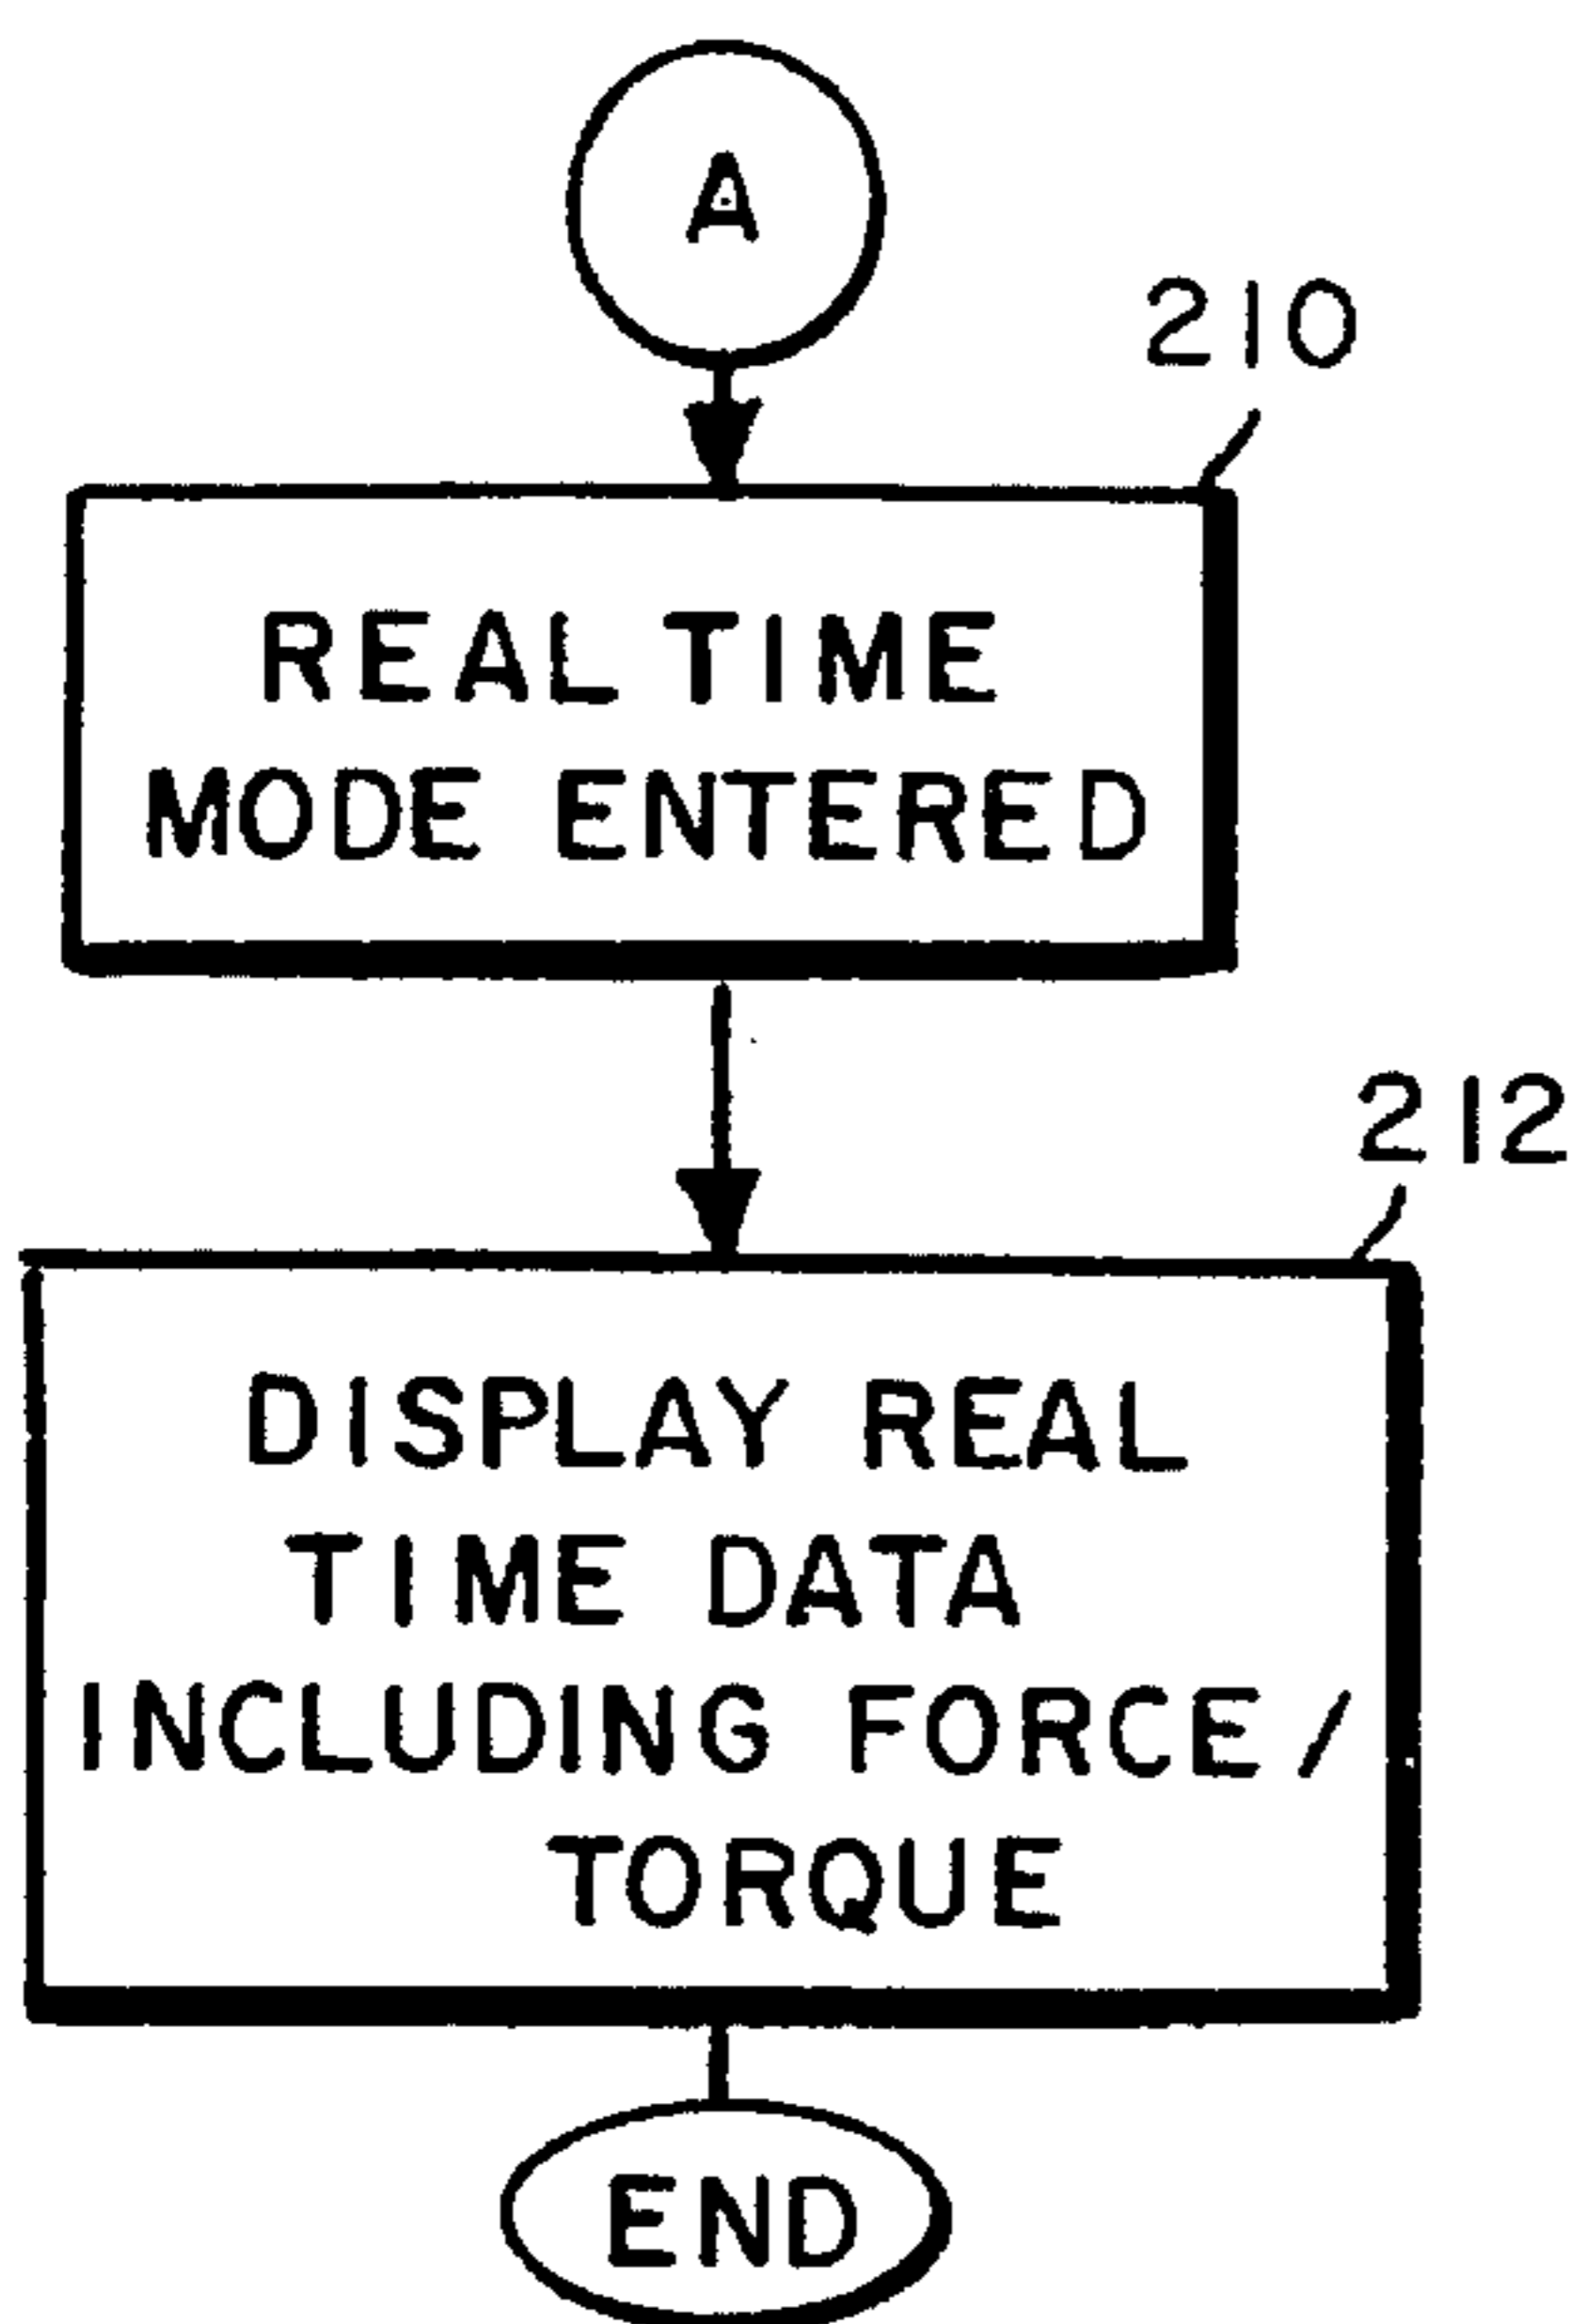 A
210
REAL TIME
MODE ENTERED
212
DISPLAY REAL
TIME DATA
INCLUDING FORCE /
TORQUE
END